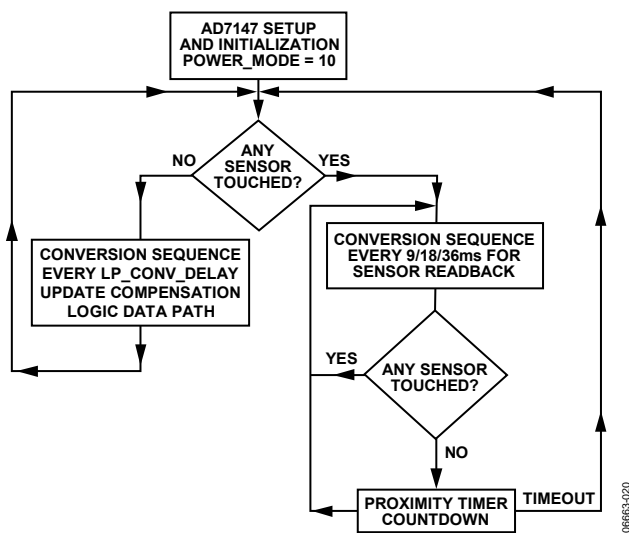 AD7147 SETUP
AND INITIALIZATION
POWER_MODE = 10
NO
ANY
SENSOR
TOUCHED?
YES
CONVERSION SEQUENCE
EVERY LP_CONV_DELAY
UPDATE COMPENSATION
LOGIC DATA PATH
CONVERSION SEQUENCE
EVERY 9/18/36ms FOR
SENSOR READBACK
YES
ANY SENSOR
TOUCHED?
NO
PROXIMITY TIMER
COUNTDOWN
TIMEOUT
06663-020